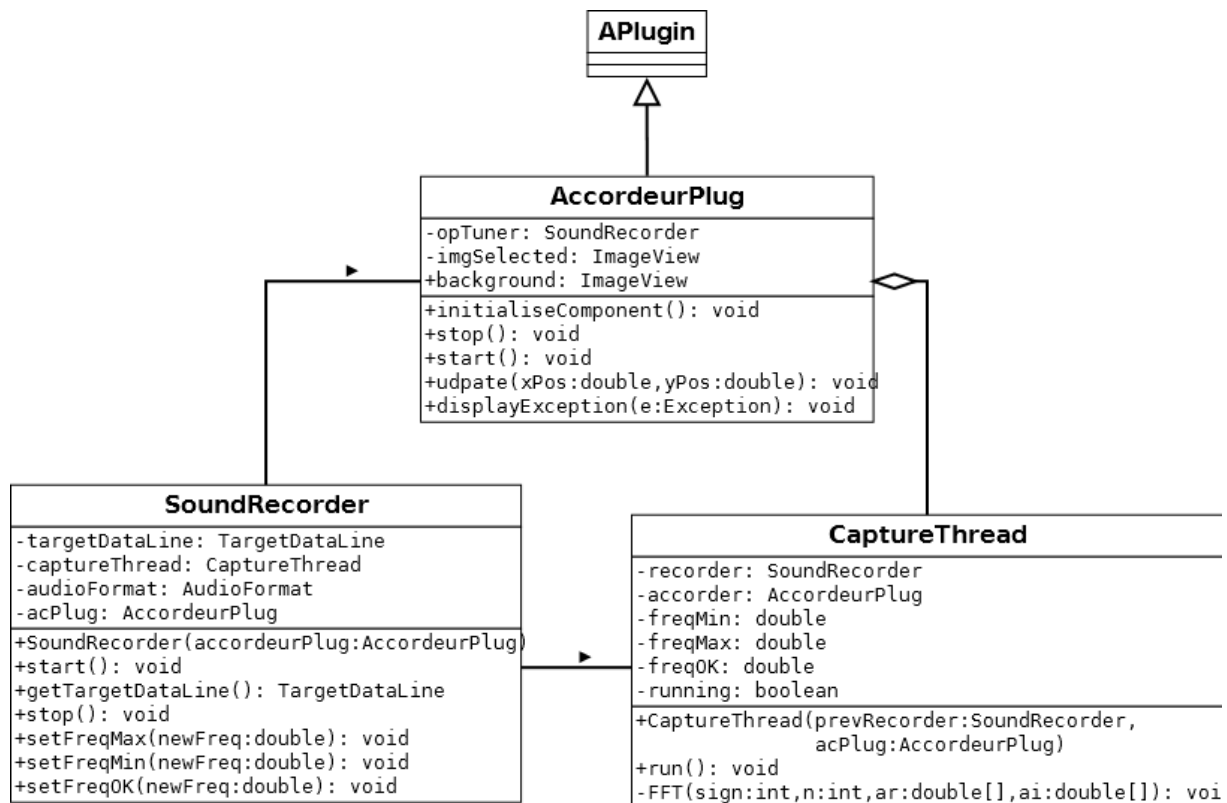 APlugin
AccordeurPlug
-opTuner: SoundRecorder
-imgSelected: ImageView
+background: ImageView
+initialiseComponent(): void
+stop(): void
+start(): void
+udpate(xPos:double,yPos:double): void
+displayException(e:Exception): void
SoundRecorder
-targetDataLine: TargetDataLine
-captureThread: CaptureThread
-audioFormat: AudioFormat
-acPlug: AccordeurPlug
+SoundRecorder(accordeurPlug:AccordeurPlug)
+start(): void
+getTargetDataLine(): TargetDataLine
+stop(): void
+setFreqMax(newFreq:double): void
+setFreqMin(newFreq:double): void
+setFreqOK(newFreq:double): void
CaptureThread
-recorder: SoundRecorder
-accorder: AccordeurPlug
-freqMin: double
-freqMax: double
-freqOK: double
-running: boolean
+CaptureThread(prevRecorder:SoundRecorder,
acPlug:AccordeurPlug)
+run(): void
-FFT(sign:int,n:int,ar:double[],ai:double[]): voi